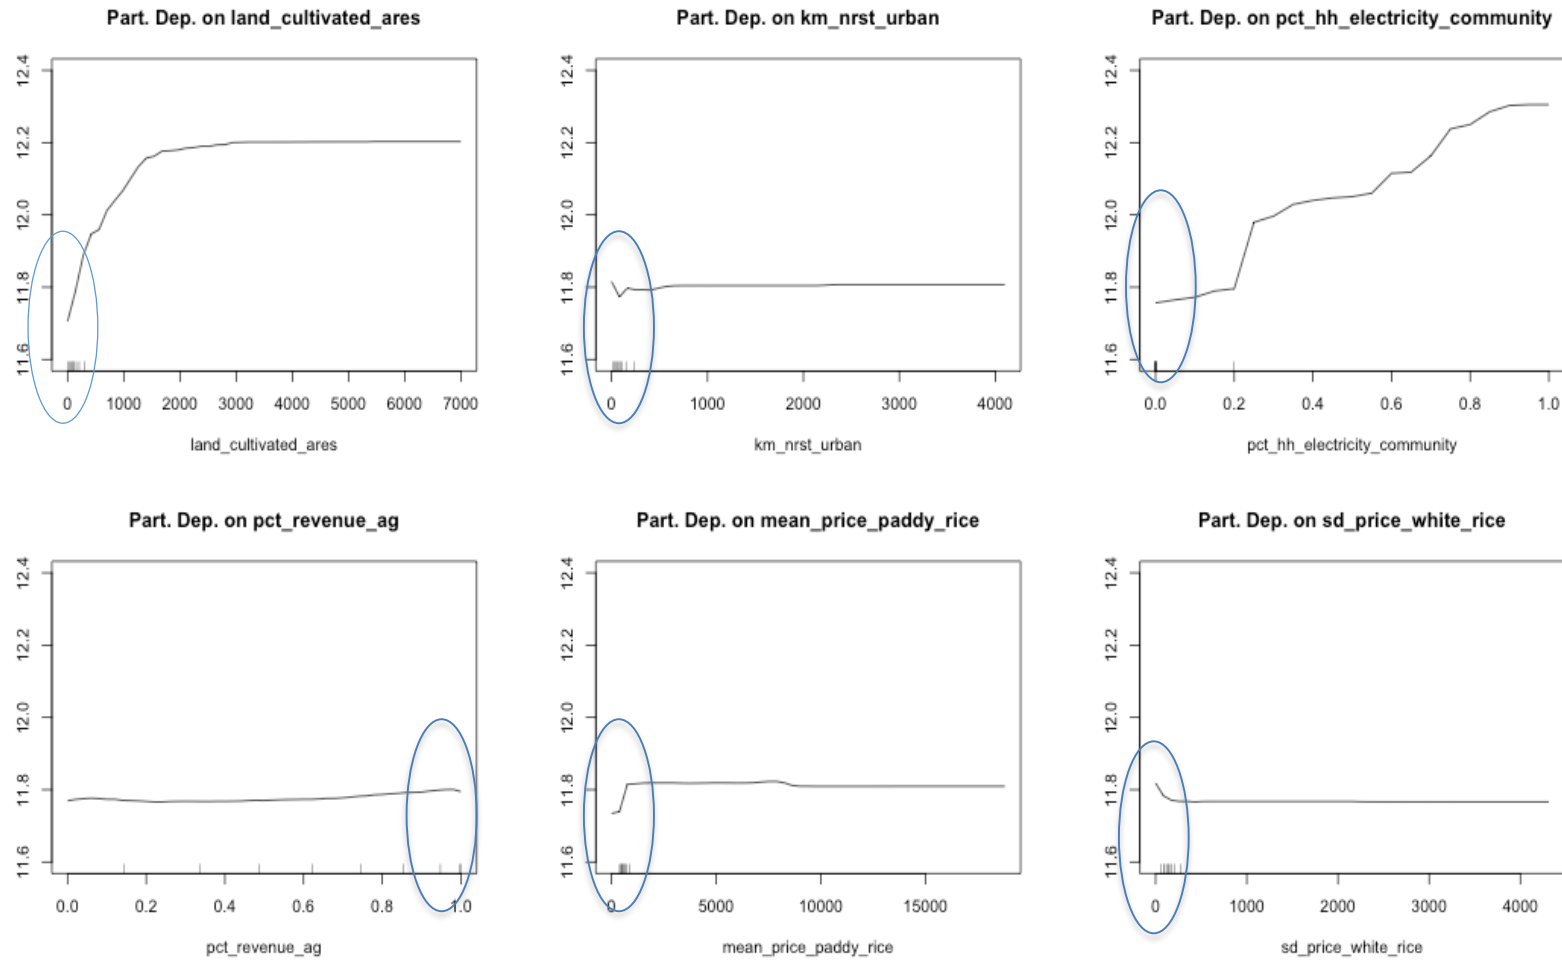 Part. Dep. on land_cultivated_ares
12.4
12.2
12.0
11.8
11.6
0 1000 2000 3000 4000 5000 6000 7000
land_cultivated_ares
Part. Dep. on km_nrst_urban
12.4
12.2
12.0
11.8
11.6
0 1000 2000 3000 4000
km_nrst_urban
Part. Dep. on pct_hh_electricity_community
12.4
12.2
12.0
11.8
11.6
0.0 0.2 0.4 0.6 0.8 1.0
pct_hh_electricity_community
Part. Dep. on pct_revenue_ag
12.4
12.2
12.0
11.8
11.6
0.0 0.2 0.4 0.6 0.8 1.0
pct_revenue_ag
Part. Dep. on mean_price_paddy_rice
12.4
12.2
12.0
11.8
11.6
0 5000 10000 15000
mean_price_paddy_rice
Part. Dep. on sd_price_white_rice
12.4
12.2
12.0
11.8
11.6
0 1000 2000 3000 4000
sd_price_white_rice